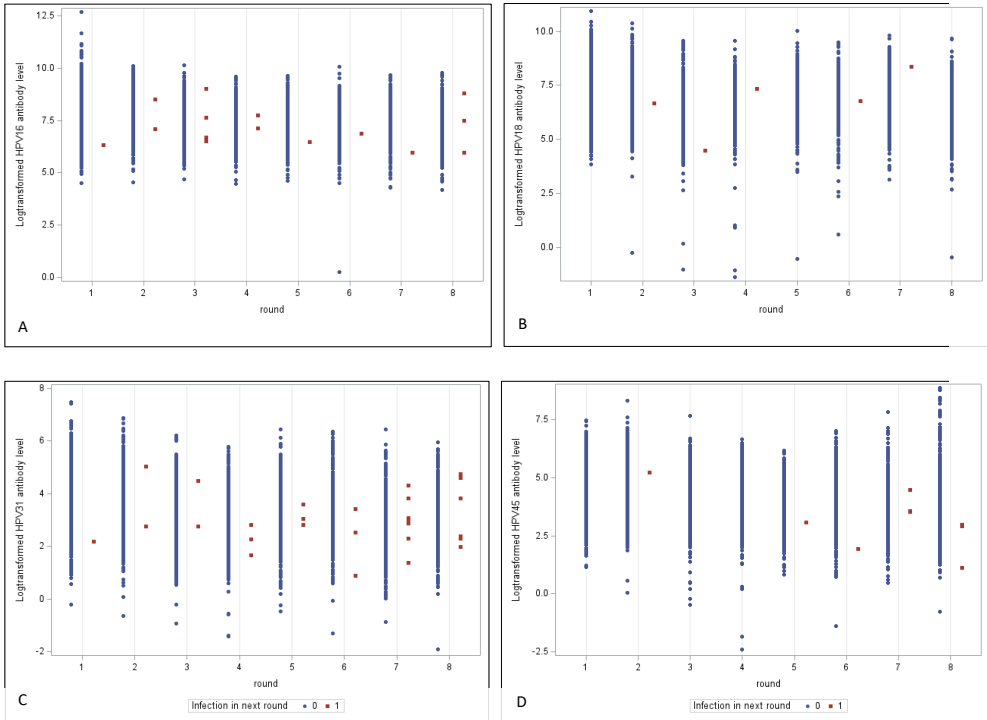 Logtransformed HPV16 antibody level
12.5
10.0
7.5
5.0
2.5
0.0
1 2 3 4 5 6 7 8
round
A
Logtransformed HPV18 antibody level
10.0
7.5
5.0
2.5
0.0
1 2 3 4 5 6 7 8
round
B
Logtransformed HPV31 antibody level
8
6
4
2
0
-2
1 2 3 4 5 6 7 8
round
C
Infection in next round 0 1
Logtransformed HPV45 antibody level
7.5
5.0
2.5
0.0
-2.5
1 2 3 4 5 6 7 8
round
D
Infection in next round 0 1